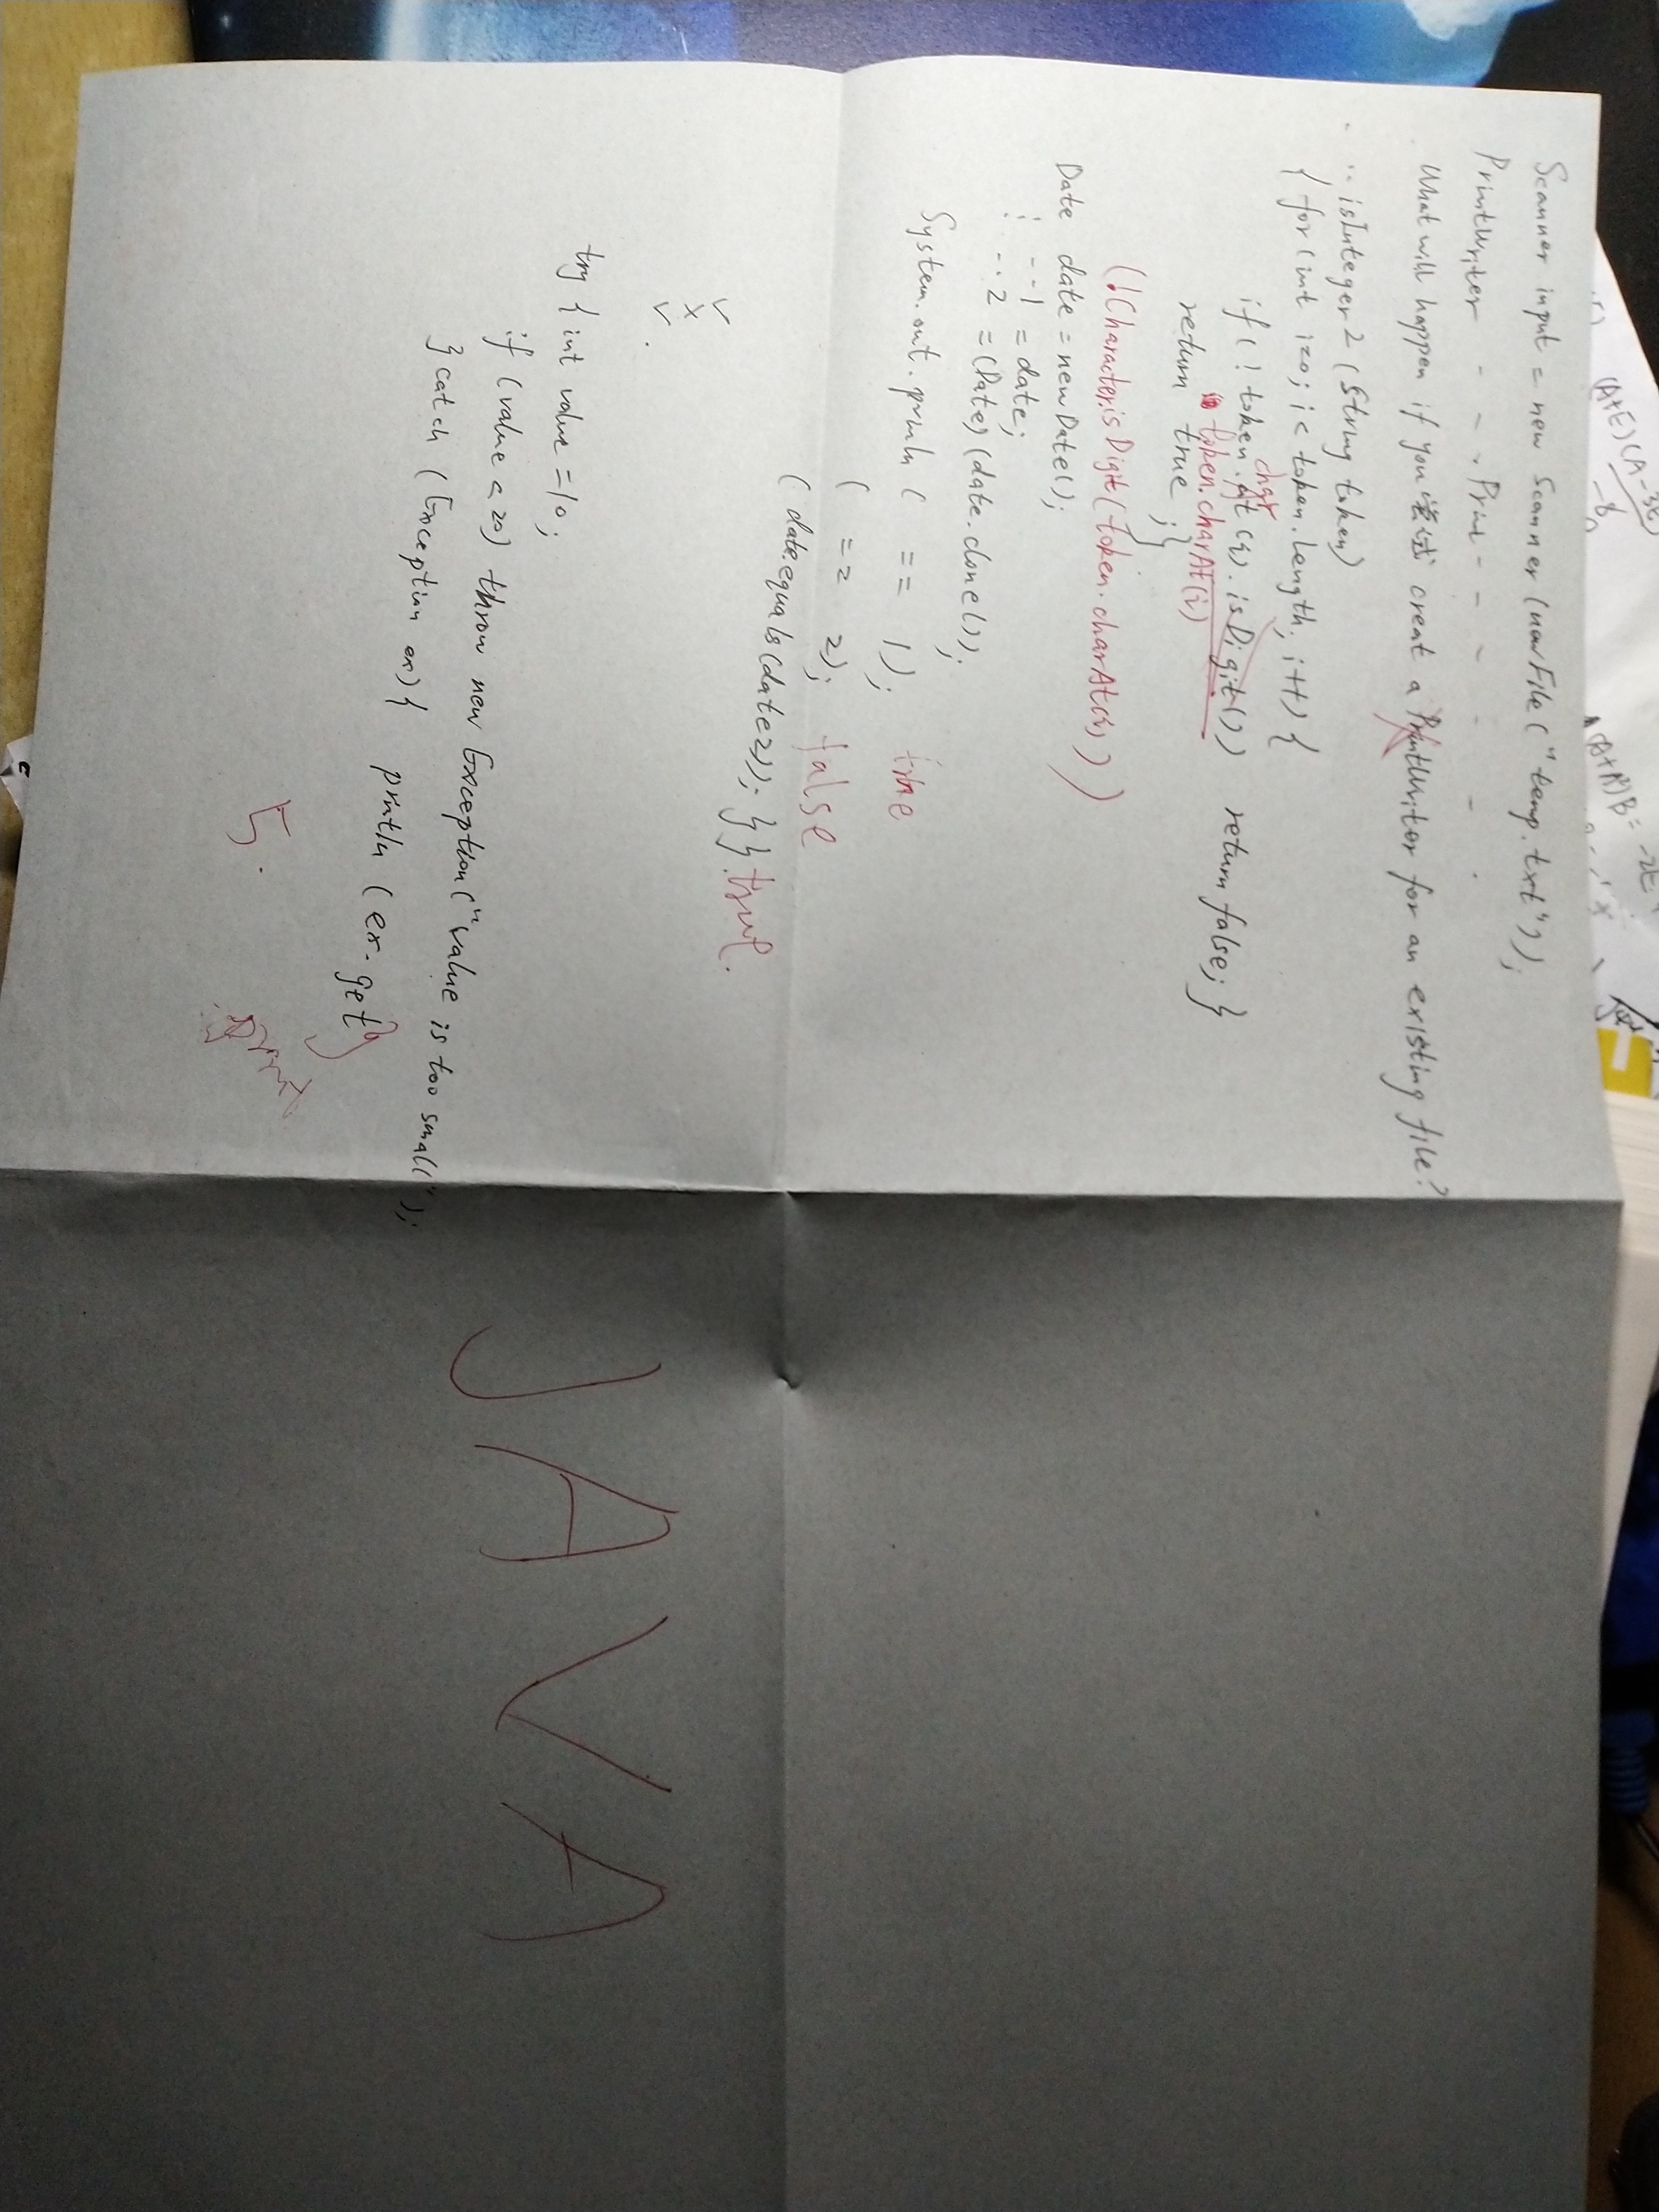 (A+E)(A-3E)
-8
A(A+A²)B = -2E
Scanner input = new Scanner (new File ("temp.txt"));
PrintWriter - - . Print - - - - - .
What will happen if you 尝试 creat a PrintWriter for an existing file?
.. isInteger2 (String token)
{ for (int i=0; i< token.length; i++) {
char
if ( ! token.at (i). isDigit()) return false; }
token.charAt(i)
return true ;}
(!Character.isDigit(token.charAt(i)))
Date date = new Date();
--1 = date;
--2 = (Date) (date.clone());
System.out.println ( == 1); true
( == 2); false
( date.equals(date2)); }} true.
√
×
√ .
try { int value =10;
if (value < 20) throw new Exception("value is too small");
} catch (Exception ex) { println (ex. get
5.
print
JAVA